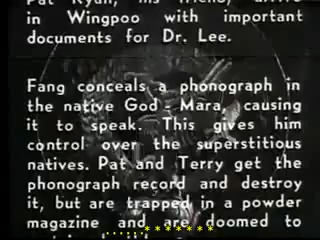 Pat Ryan, his friend, arrive
in Wingpoo with important
documents for Dr. Lee.
Fang conceals a phonograph in
the native God - Mara, causing
it to speak. This gives him
control over the superstitious
natives. Pat and Terry get the
phonograph record and destroy
it, but are trapped in a powder
magazine and are doomed to